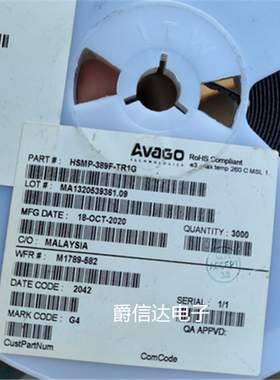 AVAGO
TECHNOLOGIES
RoHS Compliant
e3 max temp 260 C MSL 1
PART # : HSMP-389F-TR1G
LOT # : MA1320539361.09
MFG DATE : 18-OCT-2020
QUANTITY : 3000
C/O : MALAYSIA
WFR # : M1789-582
DATE CODE : 2042
SERIAL : 1/1
MARK CODE : G4
QA APPVD:
CustPartNum
ComCode
爵信达电子